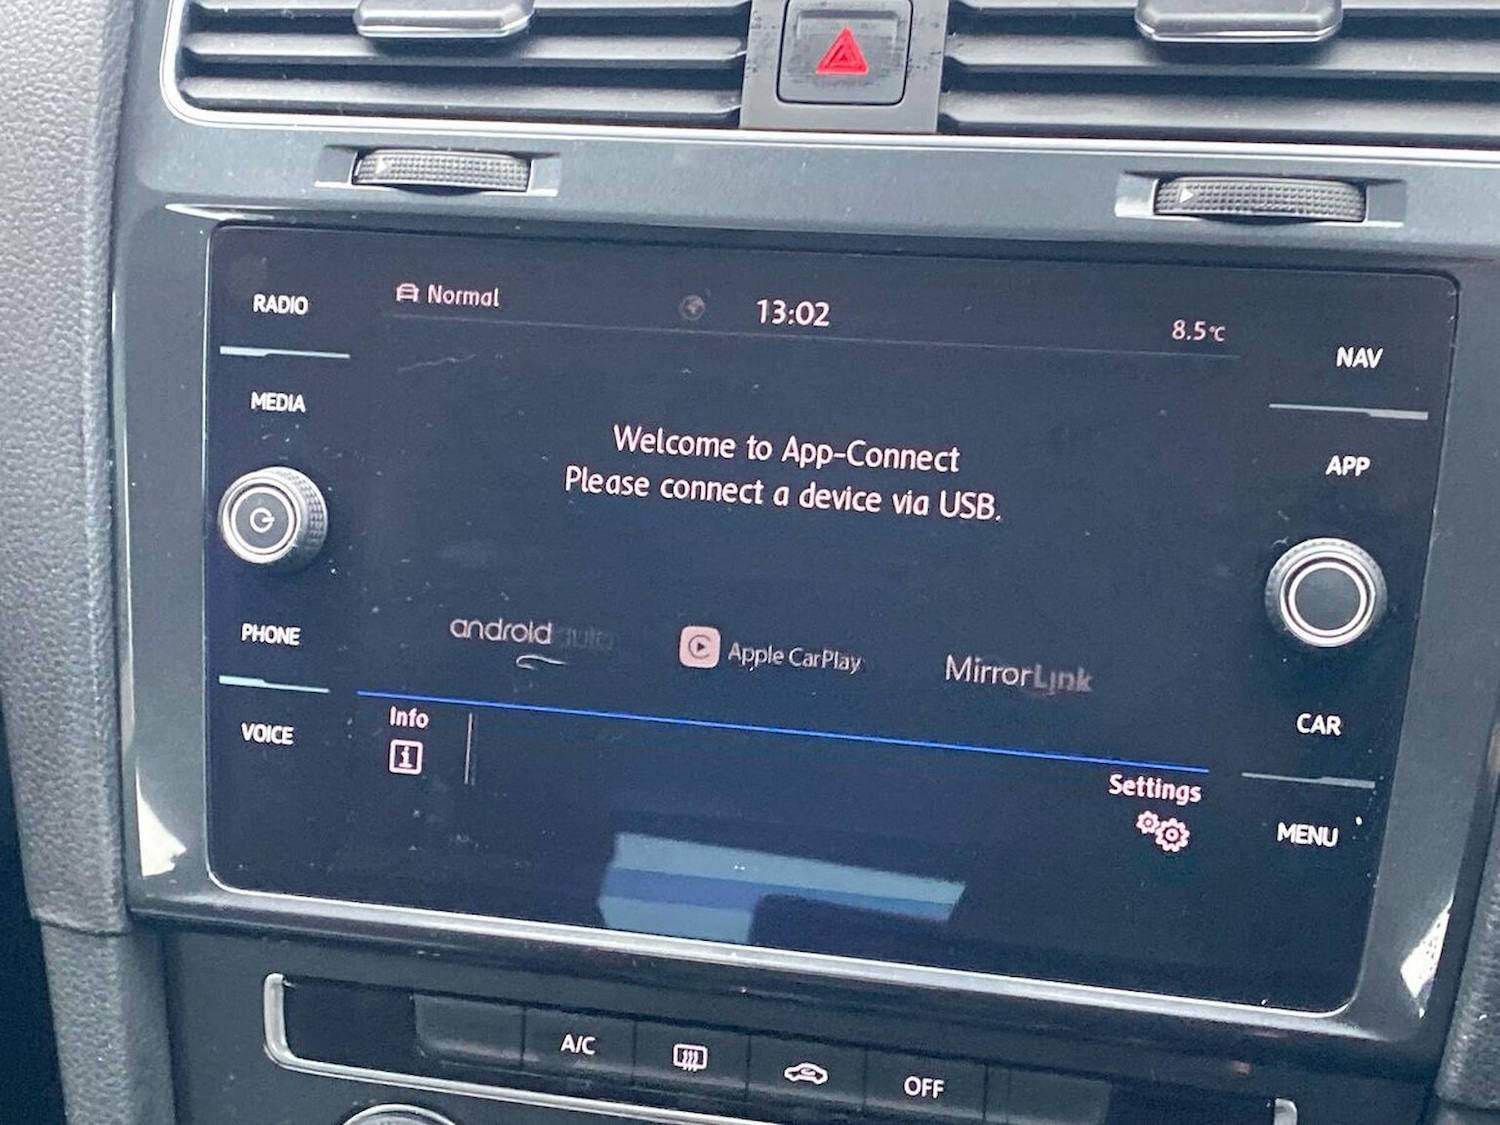 RADIO
MEDIA
PHONE
VOICE
Normal
13:02
8.5°C
Welcome to App-Connect
Please connect a device via USB.
android auto
Apple CarPlay
MirrorLink
Info
i
Settings
NAV
APP
CAR
MENU
A/C
OFF